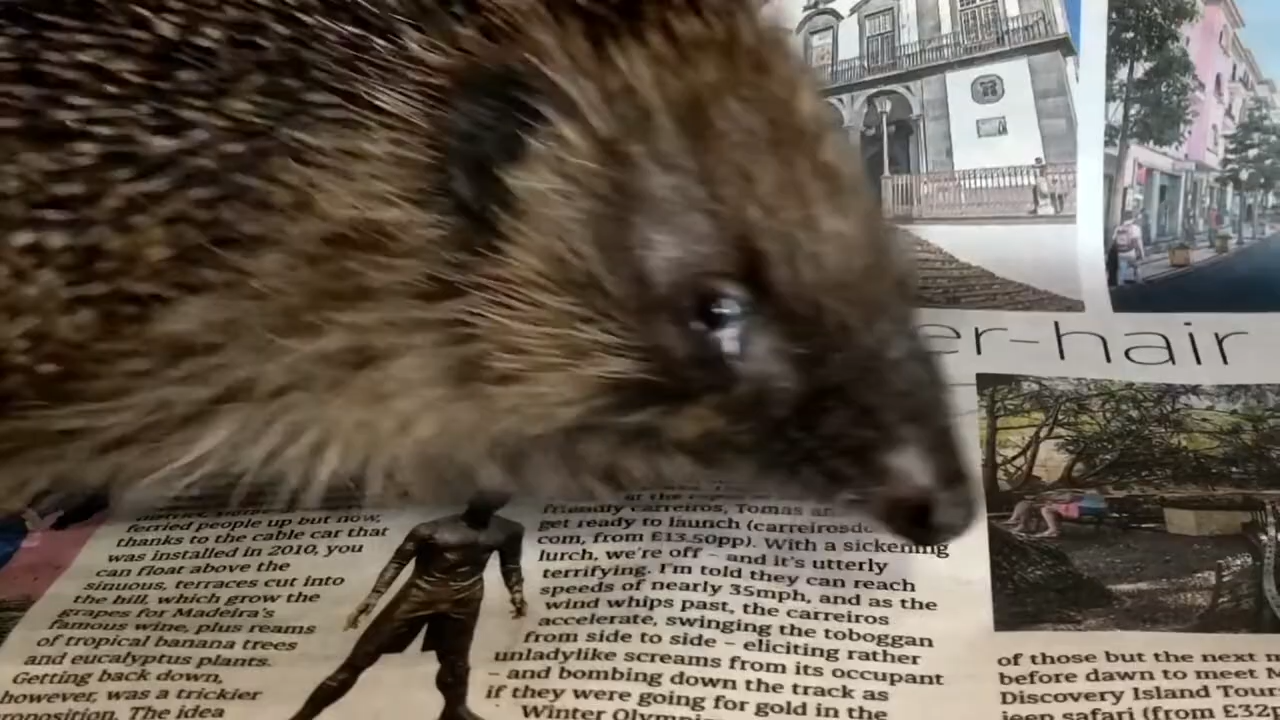 er-hair
ferried people up but now,
thanks to the cable car that
was installed in 2010, you
can float above the
sinuous, terraces cut into
the hill, which grow the
grapes for Madeira's
famous wine, plus reams
of tropical banana trees
and eucalyptus plants.
Getting back down,
however, was a trickier
proposition. The idea
at the
friendly carreiros, Tomas an
get ready to launch (carreirosdo
com, from £13.50pp). With a sickening
lurch, we're off – and it's utterly
terrifying. I'm told they can reach
speeds of nearly 35mph, and as the
wind whips past, the carreiros
accelerate, swinging the toboggan
from side to side – eliciting rather
unladylike screams from its occupant
– and bombing down the track as
if they were going for gold in the
Winter Olymp
of those but the next m
before dawn to meet M
Discovery Island Tour
jeep safari (from £32p